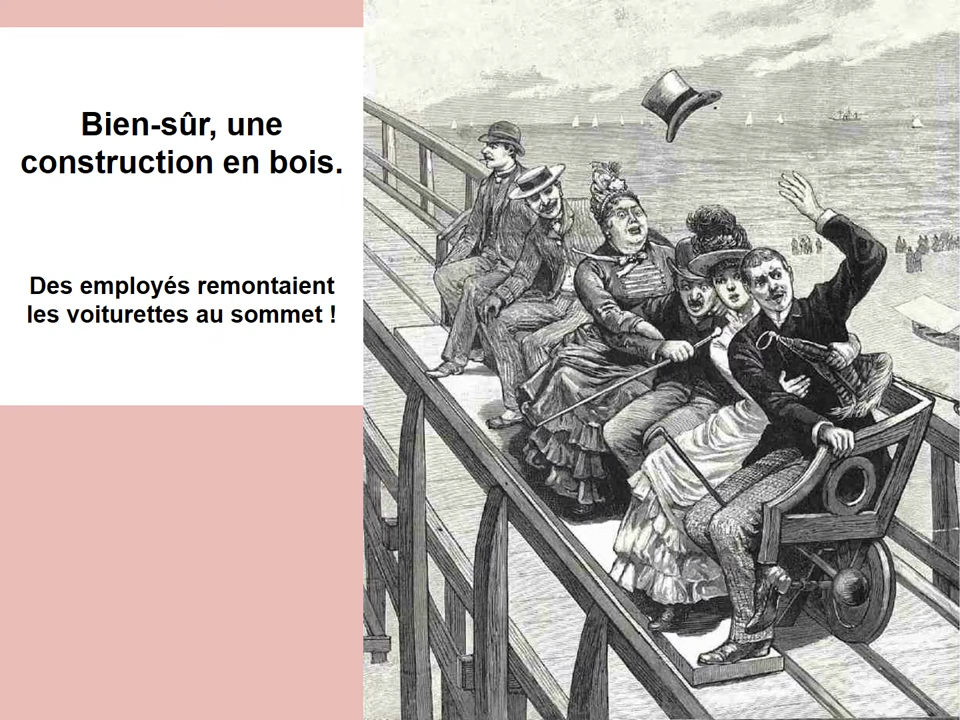 Bien-sûr, une
construction en bois.
Des employés remontaient
les voiturettes au sommet !